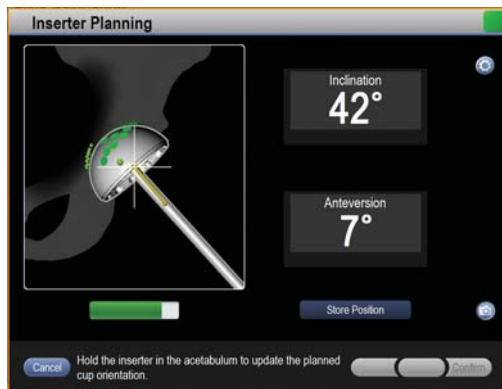 Inserter Planning
Inclination
42°
Anteversion
7°
Store Position
Cancel
Hold the inserter in the acetabulum to update the planned
cup orientation.
Confirm